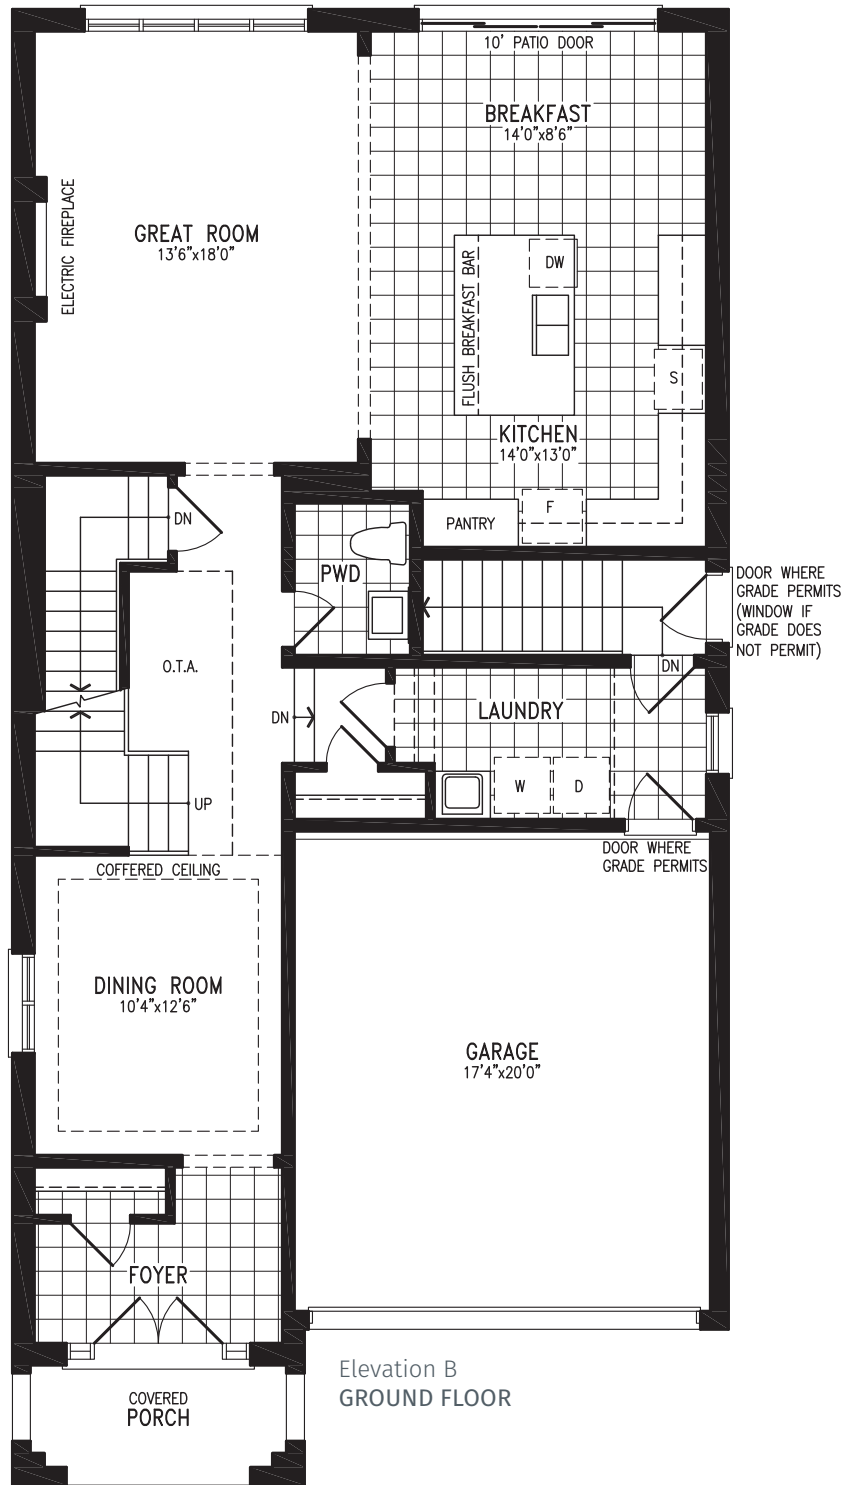 10' PATIO DOOR
BREAKFAST
14'0"x8'6"
ELECTRIC FIREPLACE
GREAT ROOM
13'6"x18'0"
FLUSH BREAKFAST BAR
DW
S
KITCHEN
14'0"x13'0"
F
PANTRY
DN
PWD
DOOR WHERE
GRADE PERMITS
(WINDOW IF
GRADE DOES
NOT PERMIT)
O.T.A.
DN
DN
LAUNDRY
W
D
UP
DOOR WHERE
GRADE PERMITS
COFFERED CEILING
DINING ROOM
10'4"x12'6"
GARAGE
17'4"x20'0"
FOYER
Elevation B
GROUND FLOOR
COVERED
PORCH